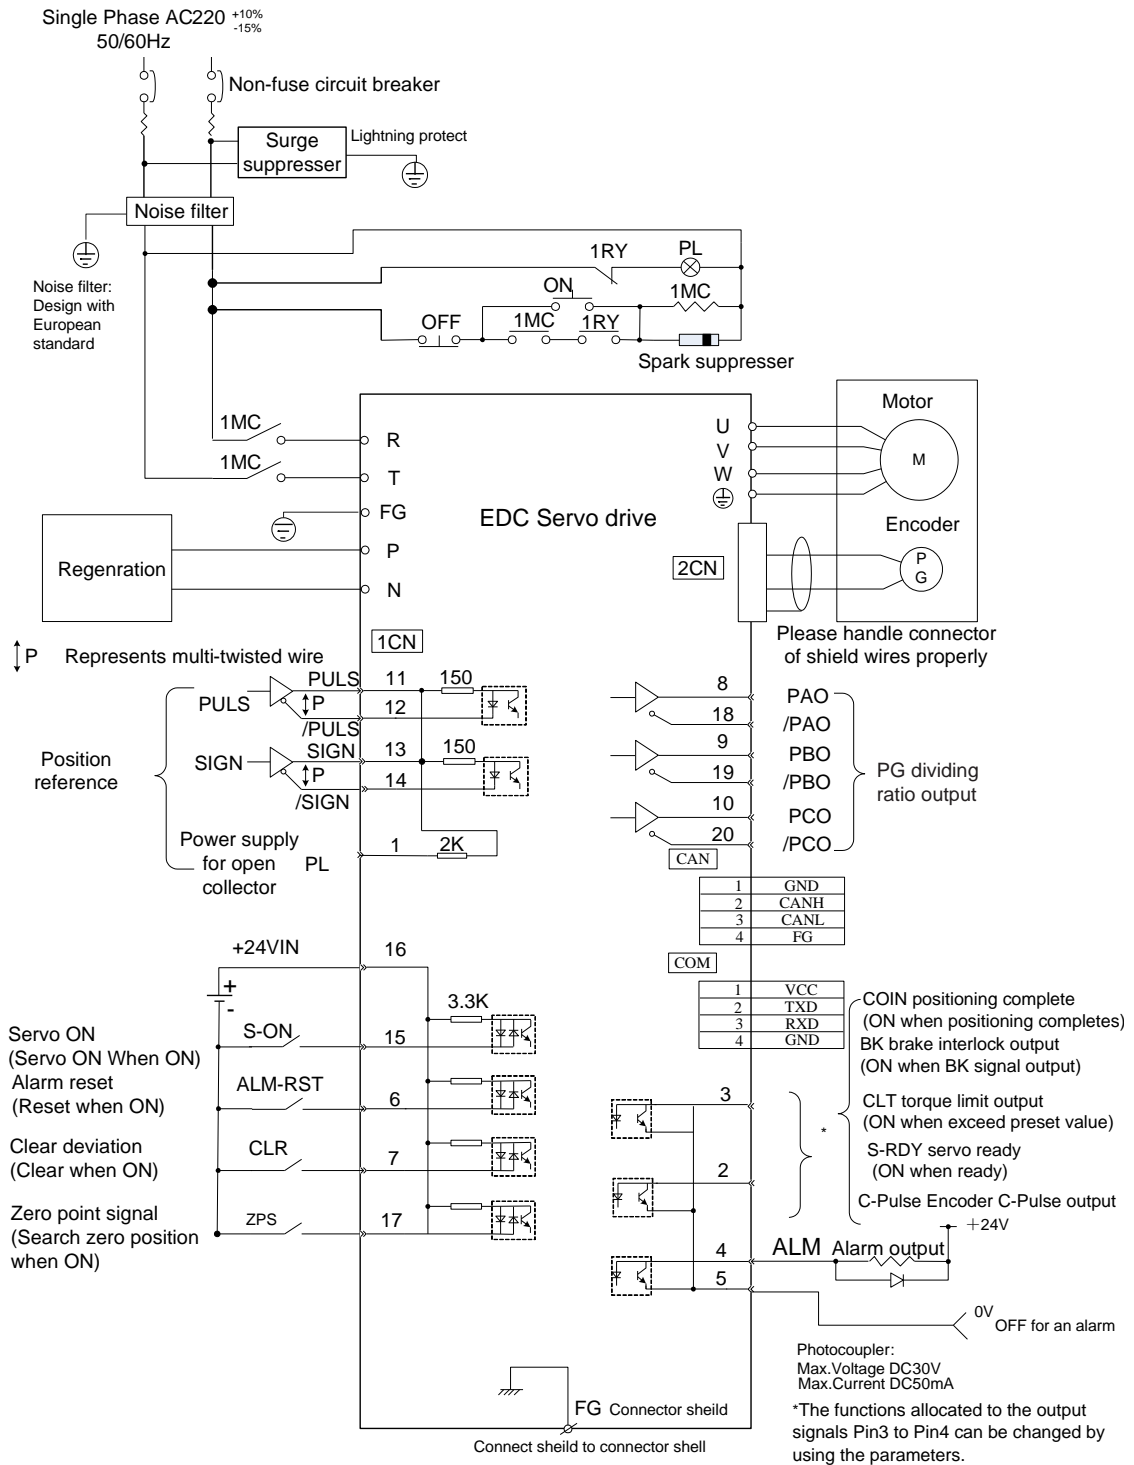 Single Phase AC220 +10%
-15%
50/60Hz
Non-fuse circuit breaker
Surge
suppresser
Lightning protect
Noise filter
Noise filter:
Design with
European
standard
1RY
PL
ON
1MC
OFF
1MC
1RY
Spark suppresser
1MC
R
1MC
T
FG
P
N
Regenration
EDC Servo drive
U
V
W
Motor
M
Encoder
P
G
2CN
Please handle connector
of shield wires properly
1CN
P
Represents multi-twisted wire
Position
reference
PULS
PULS
11
150
P
12
/PULS
SIGN
SIGN
13
150
P
14
/SIGN
Power supply
for open
collector
PL
1
2K
8
PAO
18
/PAO
9
PBO
19
/PBO
10
PCO
20
/PCO
PG dividing
ratio output
CAN
1 GND
2 CANH
3 CANL
4 FG
COM
1 VCC
2 TXD
3 RXD
4 GND
+24VIN
16
+
-
3.3K
Servo ON
(Servo ON When ON)
S-ON
15
Alarm reset
(Reset when ON)
ALM-RST
6
Clear deviation
(Clear when ON)
CLR
7
Zero point signal
(Search zero position
when ON)
ZPS
17
COIN positioning complete
(ON when positioning completes)
BK brake interlock output
(ON when BK signal output)
CLT torque limit output
(ON when exceed preset value)
S-RDY servo ready
(ON when ready)
C-Pulse Encoder C-Pulse output
*
3
2
4
5
ALM Alarm output
+24V
0V
OFF for an alarm
Photocoupler:
Max.Voltage DC30V
Max.Current DC50mA
*The functions allocated to the output
signals Pin3 to Pin4 can be changed by
using the parameters.
FG Connector sheild
Connect sheild to connector shell